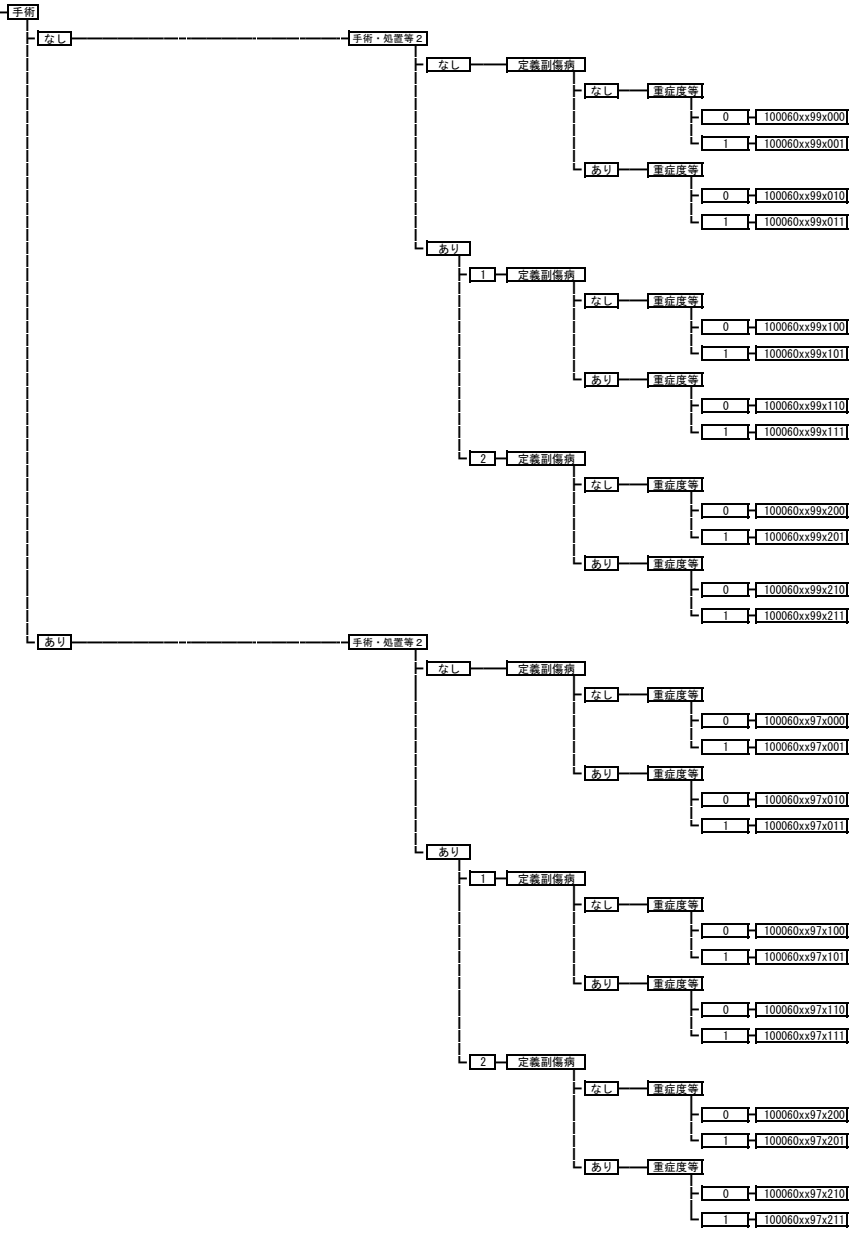 手術
なし 手術・処置等2
なし 定義副傷病
なし 重症度等
0 100060xx99x000
1 100060xx99x001
あり 重症度等
0 100060xx99x010
1 100060xx99x011
あり
1 定義副傷病
なし 重症度等
0 100060xx99x100
1 100060xx99x101
あり 重症度等
0 100060xx99x110
1 100060xx99x111
2 定義副傷病
なし 重症度等
0 100060xx99x200
1 100060xx99x201
あり 重症度等
0 100060xx99x210
1 100060xx99x211
あり 手術・処置等2
なし 定義副傷病
なし 重症度等
0 100060xx97x000
1 100060xx97x001
あり 重症度等
0 100060xx97x010
1 100060xx97x011
あり
1 定義副傷病
なし 重症度等
0 100060xx97x100
1 100060xx97x101
あり 重症度等
0 100060xx97x110
1 100060xx97x111
2 定義副傷病
なし 重症度等
0 100060xx97x200
1 100060xx97x201
あり 重症度等
0 100060xx97x210
1 100060xx97x211